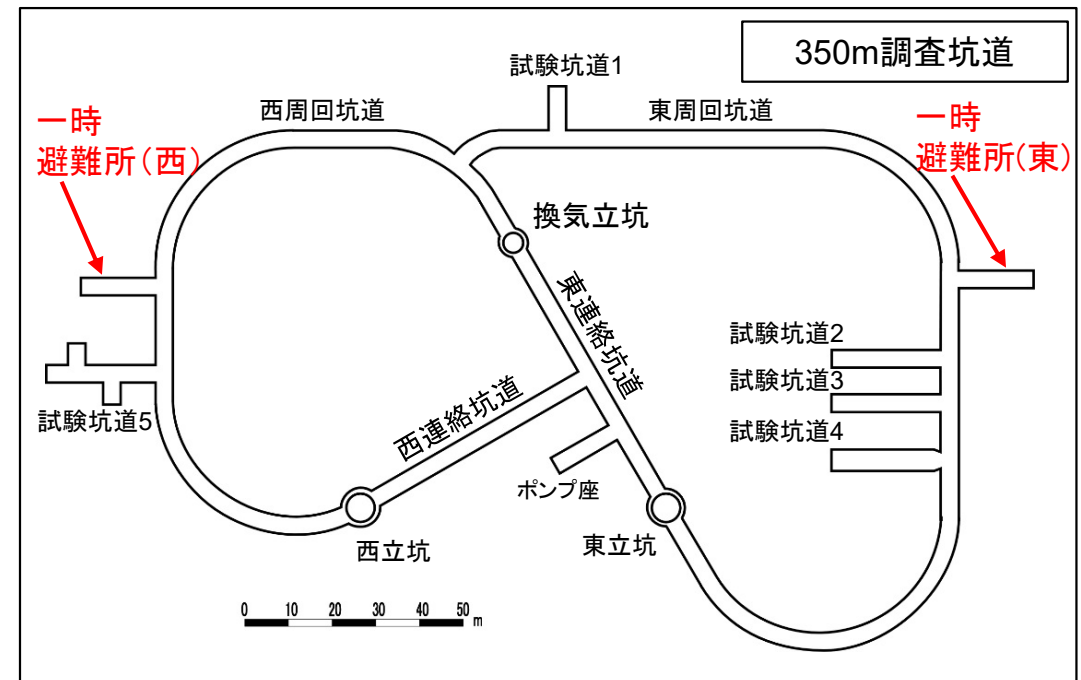 350m調査坑道
試験坑道1
西周回坑道
東周回坑道
一時
避難所(西)
一時
避難所(東)
換気立坑
東連絡坑道
試験坑道2
試験坑道3
試験坑道4
試験坑道5
西連絡坑道
ポンプ座
西立坑
東立坑
0 10 20 30 40 50 m